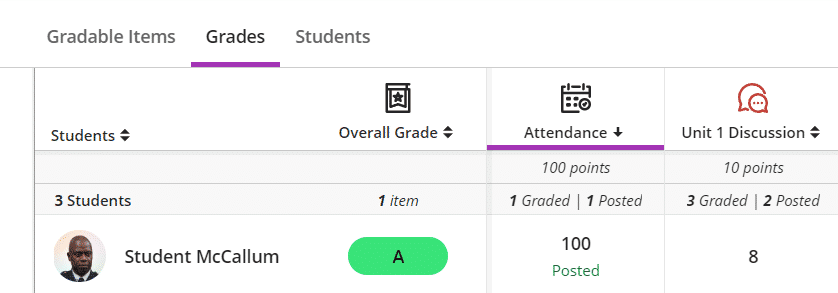 Gradable Items Grades Students
Students Overall Grade Attendance Unit 1 Discussion
100 points 10 points
3 Students 1 item 1 Graded | 1 Posted 3 Graded | 2 Posted
Student McCallum A 100 8
Posted